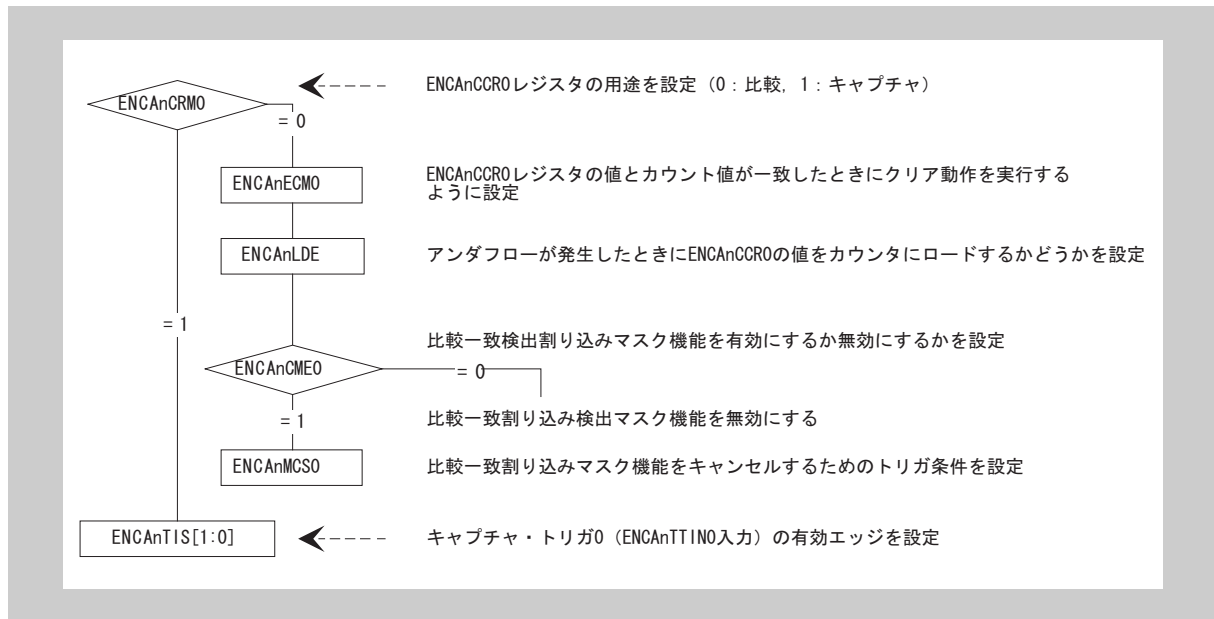 ENCAnCCR0レジスタの用途を設定（0：比較，1：キャプチャ）
ENCAnCRM0
= 0
ENCAnECM0
ENCAnCCR0レジスタの値とカウント値が一致したときにクリア動作を実行する
ように設定
ENCAnLDE
アンダフローが発生したときにENCAnCCR0の値をカウンタにロードするかどうかを設定
= 1
比較一致検出割り込みマスク機能を有効にするか無効にするかを設定
ENCAnCME0
= 0
= 1
比較一致割り込み検出マスク機能を無効にする
ENCAnMCS0
比較一致割り込みマスク機能をキャンセルするためのトリガ条件を設定
ENCAnTIS[1:0]
キャプチャ・トリガ0（ENCAnTTIN0入力）の有効エッジを設定